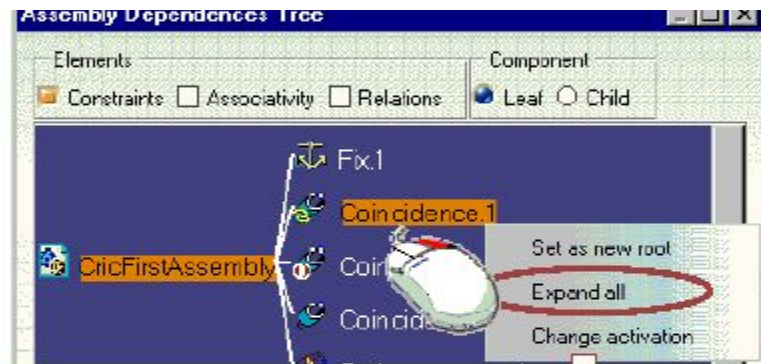 Assembly Dependences Tree
Elements
Component
Constraints Associativity Relations
Leaf Child
Fix.1
Coincidence.1
Set as new root
CricFirstAssembly
Expand all
Change activation